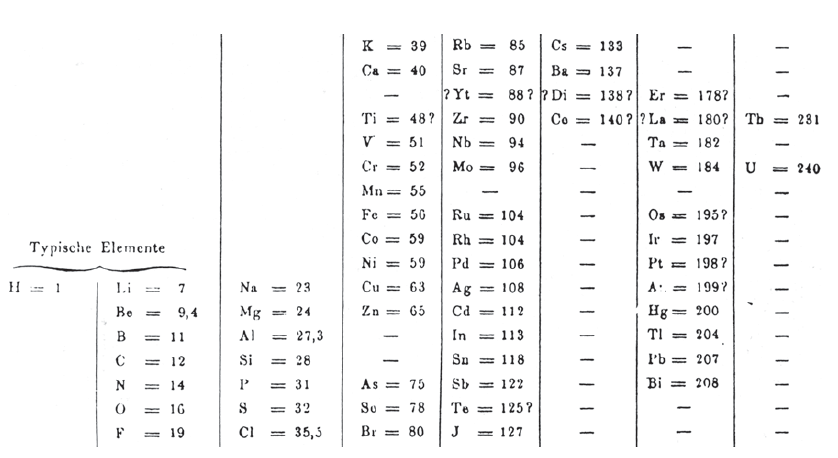 K = 39 Rb = 85 Cs = 133 — —
Ca = 40 Sr = 87 Ba = 137 — —
— ?Yt = 88? ?Di = 138? Er = 178? —
Ti = 48? Zr = 90 Ce = 140? ?La = 180? Th = 231
V = 51 Nb = 94 — Ta = 182 —
Cr = 52 Mo = 96 — W = 184 U = 240
Mn = 55 — — — —
Fe = 56 Ru = 104 — Os = 195? —
Co = 59 Rh = 104 — Ir = 197 —
Typische Elemente
Ni = 59 Pd = 106 — Pt = 198? —
H = 1 Li = 7 Na = 23 Cu = 63 Ag = 108 — A = 199? —
Be = 9,4 Mg = 24 Zn = 65 Cd = 112 — Hg = 200 —
B = 11 Al = 27,3 — In = 113 — Tl = 204 —
C = 12 Si = 28 — Sn = 118 — Pb = 207 —
N = 14 P = 31 As = 75 Sb = 122 — Bi = 208 —
O = 16 S = 32 Se = 78 Te = 125? — — —
F = 19 Cl = 35,5 Br = 80 J = 127 — — —